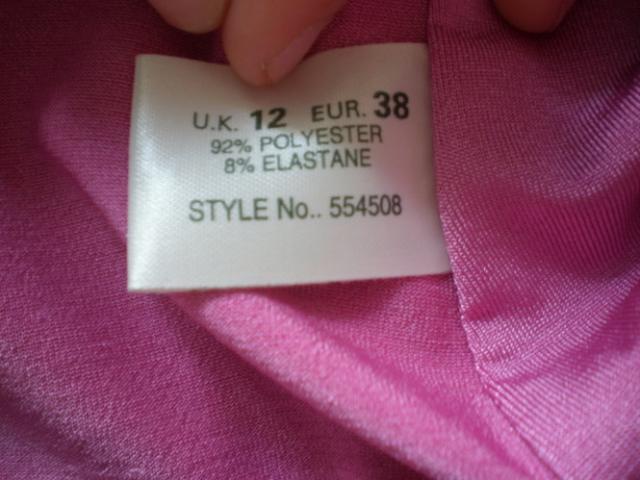 U.K. 12 EUR. 38
92% POLYESTER
8% ELASTANE
STYLE No.. 554508